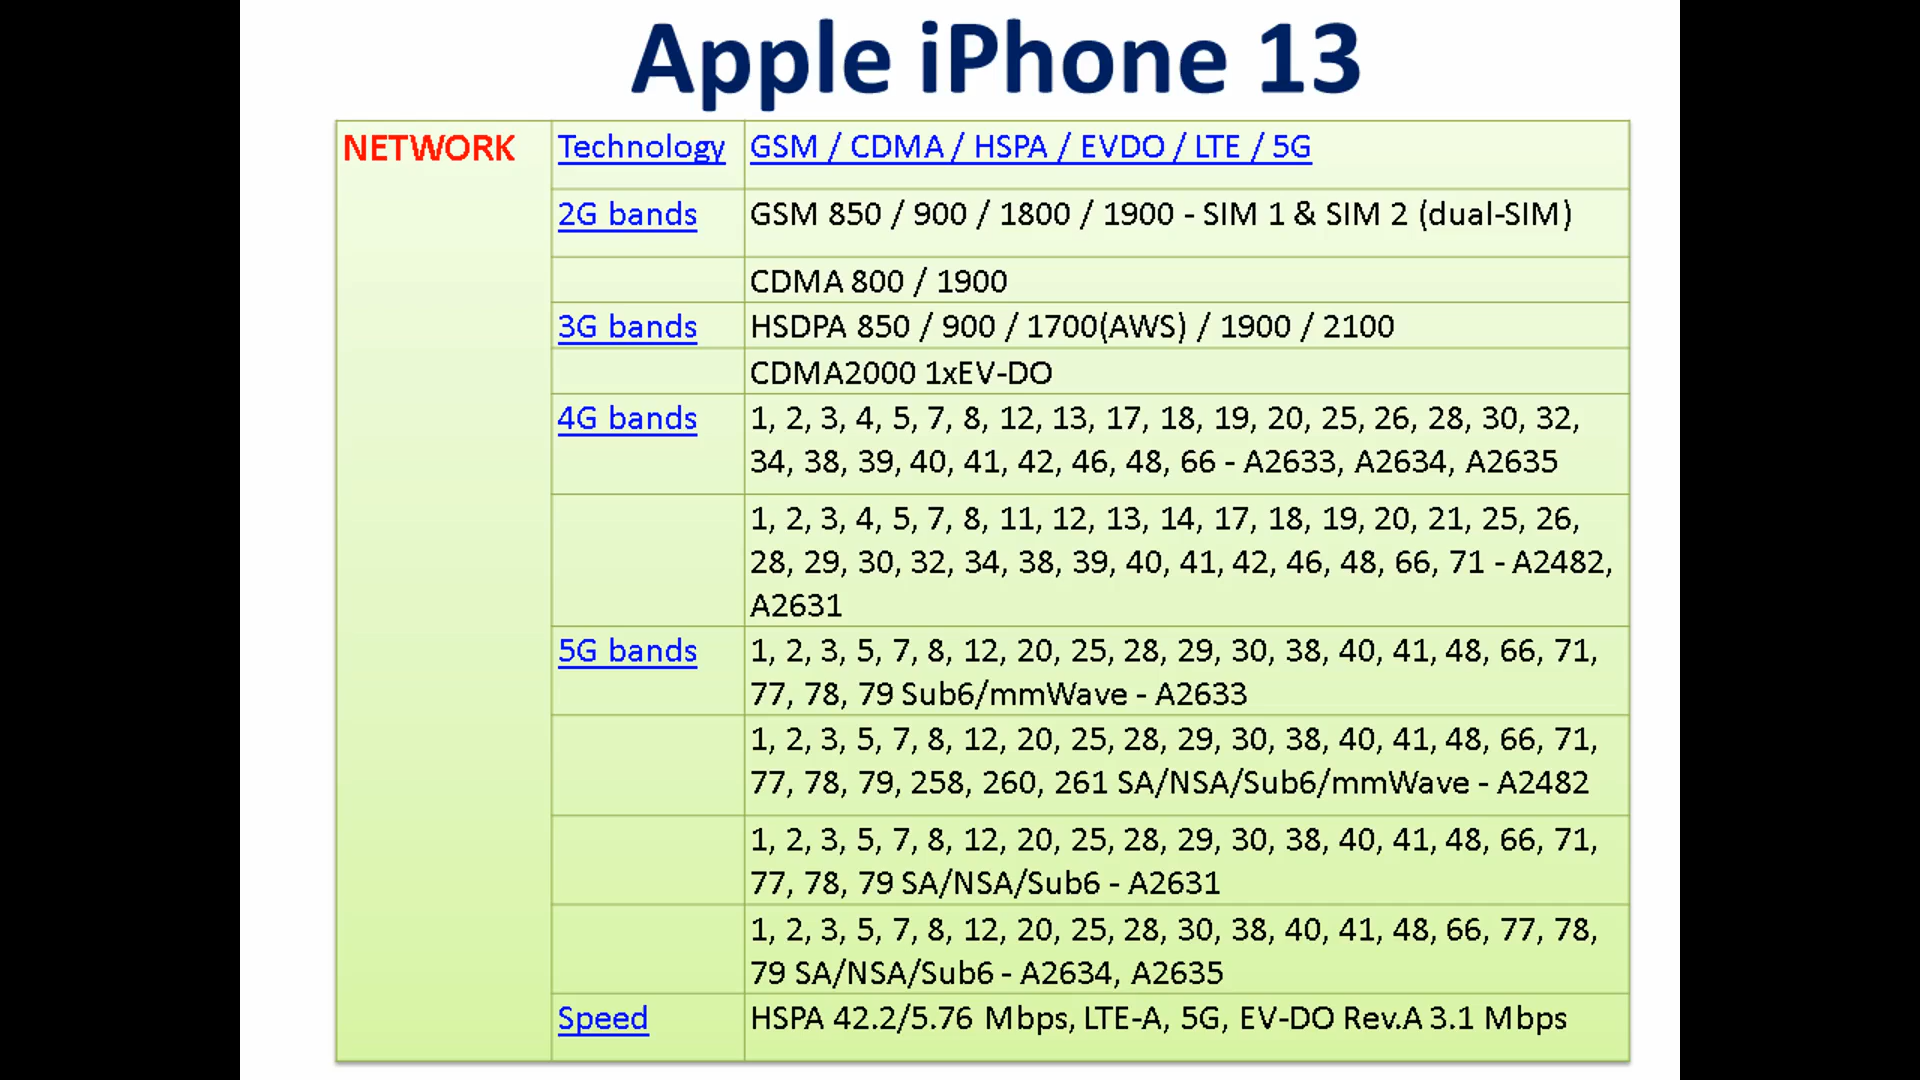 Apple iPhone 13
NETWORK
Technology
GSM / CDMA / HSPA / EVDO / LTE / 5G
2G bands
GSM 850 / 900 / 1800 / 1900 - SIM 1 & SIM 2 (dual-SIM)
CDMA 800 / 1900
3G bands
HSDPA 850 / 900 / 1700(AWS) / 1900 / 2100
CDMA2000 1xEV-DO
4G bands
1, 2, 3, 4, 5, 7, 8, 12, 13, 17, 18, 19, 20, 25, 26, 28, 30, 32,
34, 38, 39, 40, 41, 42, 46, 48, 66 - A2633, A2634, A2635
1, 2, 3, 4, 5, 7, 8, 11, 12, 13, 14, 17, 18, 19, 20, 21, 25, 26,
28, 29, 30, 32, 34, 38, 39, 40, 41, 42, 46, 48, 66, 71 - A2482,
A2631
5G bands
1, 2, 3, 5, 7, 8, 12, 20, 25, 28, 29, 30, 38, 40, 41, 48, 66, 71,
77, 78, 79 Sub6/mmWave - A2633
1, 2, 3, 5, 7, 8, 12, 20, 25, 28, 29, 30, 38, 40, 41, 48, 66, 71,
77, 78, 79, 258, 260, 261 SA/NSA/Sub6/mmWave - A2482
1, 2, 3, 5, 7, 8, 12, 20, 25, 28, 29, 30, 38, 40, 41, 48, 66, 71,
77, 78, 79 SA/NSA/Sub6 - A2631
1, 2, 3, 5, 7, 8, 12, 20, 25, 28, 30, 38, 40, 41, 48, 66, 77, 78,
79 SA/NSA/Sub6 - A2634, A2635
Speed
HSPA 42.2/5.76 Mbps, LTE-A, 5G, EV-DO Rev.A 3.1 Mbps